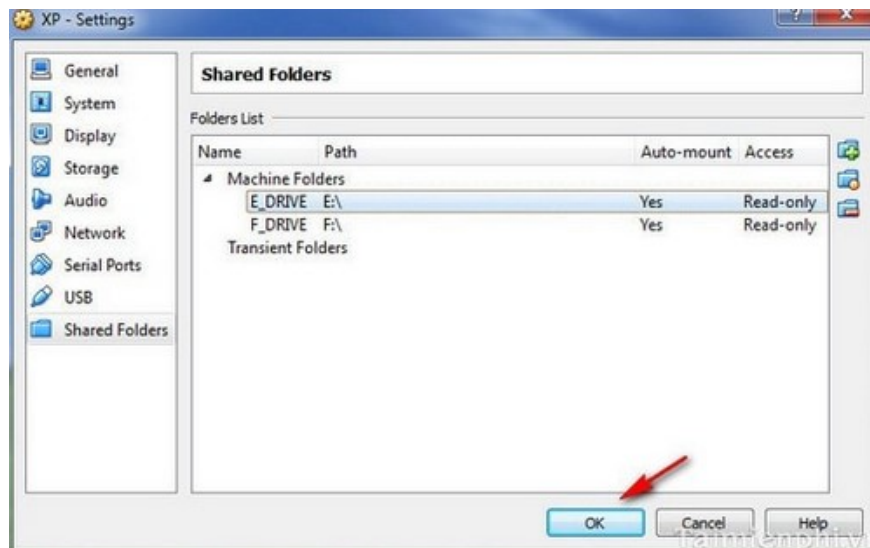 XP - Settings
General
System
Display
Storage
Audio
Network
Serial Ports
USB
Shared Folders
Shared Folders
Folders List
Name Path Auto-mount Access
Machine Folders
E_DRIVE E:\ Yes Read-only
F_DRIVE F:\ Yes Read-only
Transient Folders
OK Cancel Help
Taimienphi.v